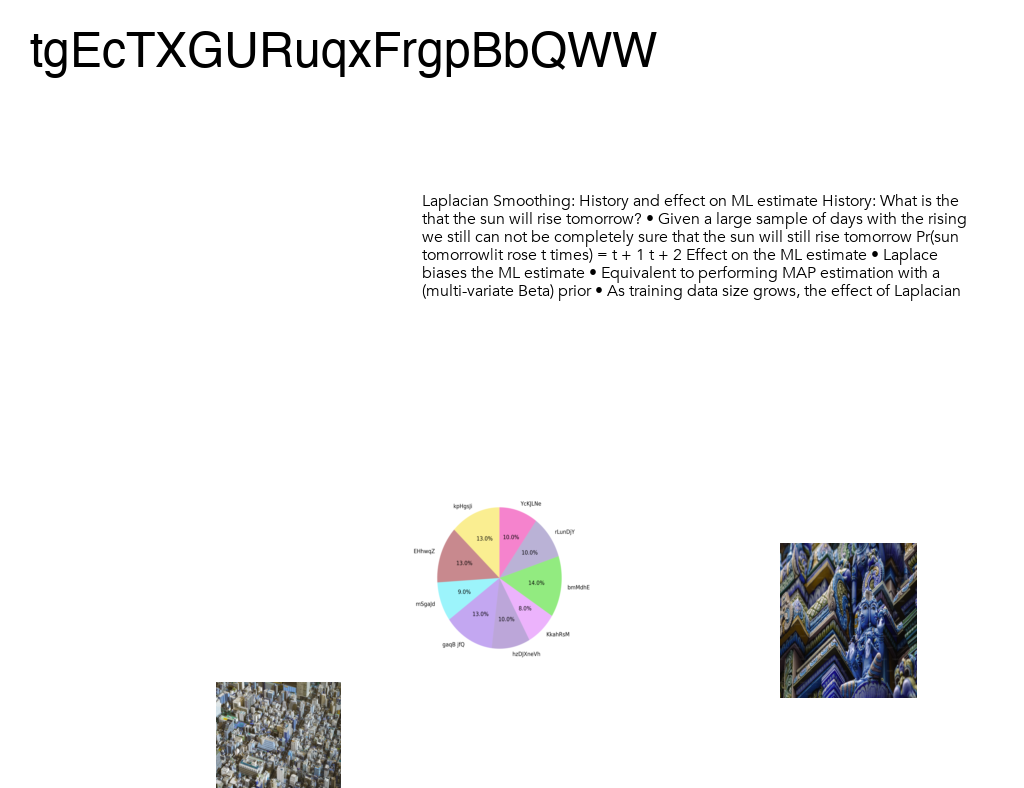 tgEcTXGURuqxFrgpBbQWW
Laplacian Smoothing: History and effect on ML estimate History: What is the
that the sun will rise tomorrow? • Given a large sample of days with the rising
we still can not be completely sure that the sun will still rise tomorrow Pr(sun
tomorrowlit rose t times) = t + 1 t + 2 Effect on the ML estimate • Laplace
biases the ML estimate • Equivalent to performing MAP estimation with a
(multi-variate Beta) prior • As training data size grows, the effect of Laplacian
YcKJLNe
kpHgsJi
rLunDjY
13.0%
10.0%
EHhwqZ
10.0%
13.0%
14.0%
bmMdhE
9.0%
mSgaJd
8.0%
13.0%
10.0%
KkahRsM
gaqB jfQ
hzDJXneVh